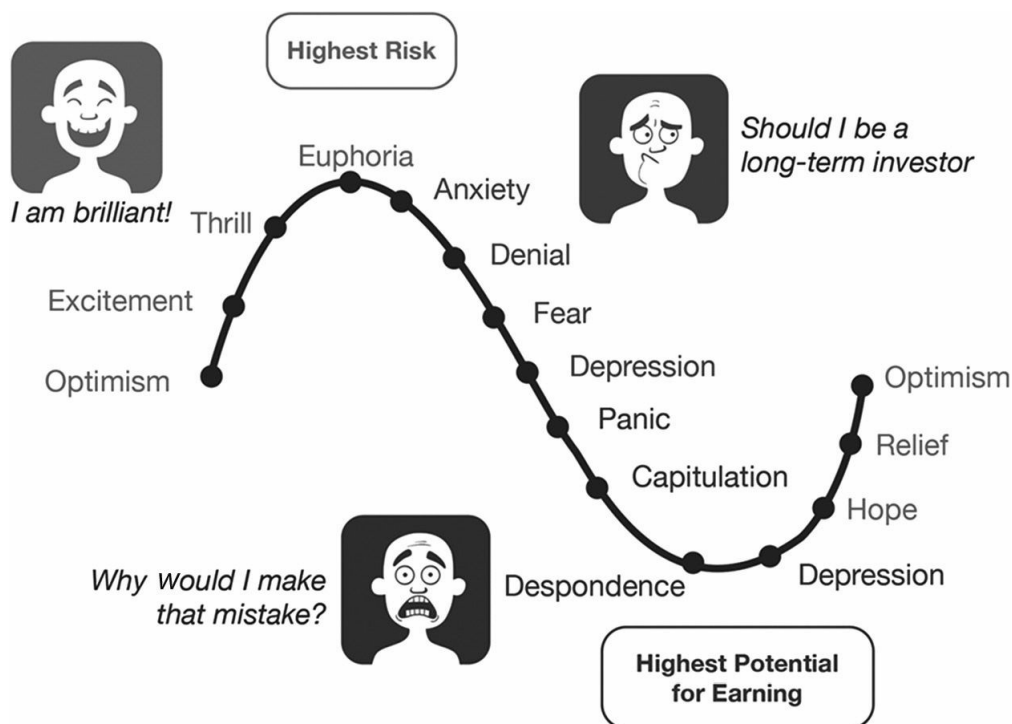 Highest Risk
I am brilliant!
Should I be a
long-term investor
Optimism
Excitement
Thrill
Euphoria
Anxiety
Denial
Fear
Depression
Panic
Capitulation
Despondence
Depression
Hope
Relief
Optimism
Why would I make
that mistake?
Highest Potential
for Earning